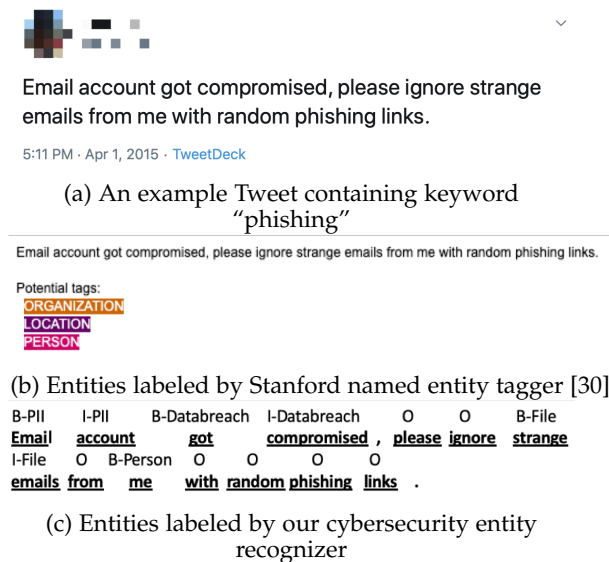 Email account got compromised, please ignore strange
emails from me with random phishing links.
5:11 PM · Apr 1, 2015 · TweetDeck
(a) An example Tweet containing keyword
“phishing”
Email account got compromised, please ignore strange emails from me with random phishing links.
Potential tags:
ORGANIZATION
LOCATION
PERSON
(b) Entities labeled by Stanford named entity tagger [30]
B-PII I-PII B-Databreach I-Databreach O O B-File
Email account got compromised , please ignore strange
I-File O B-Person O O O O
emails from me with random phishing links .
(c) Entities labeled by our cybersecurity entity
recognizer